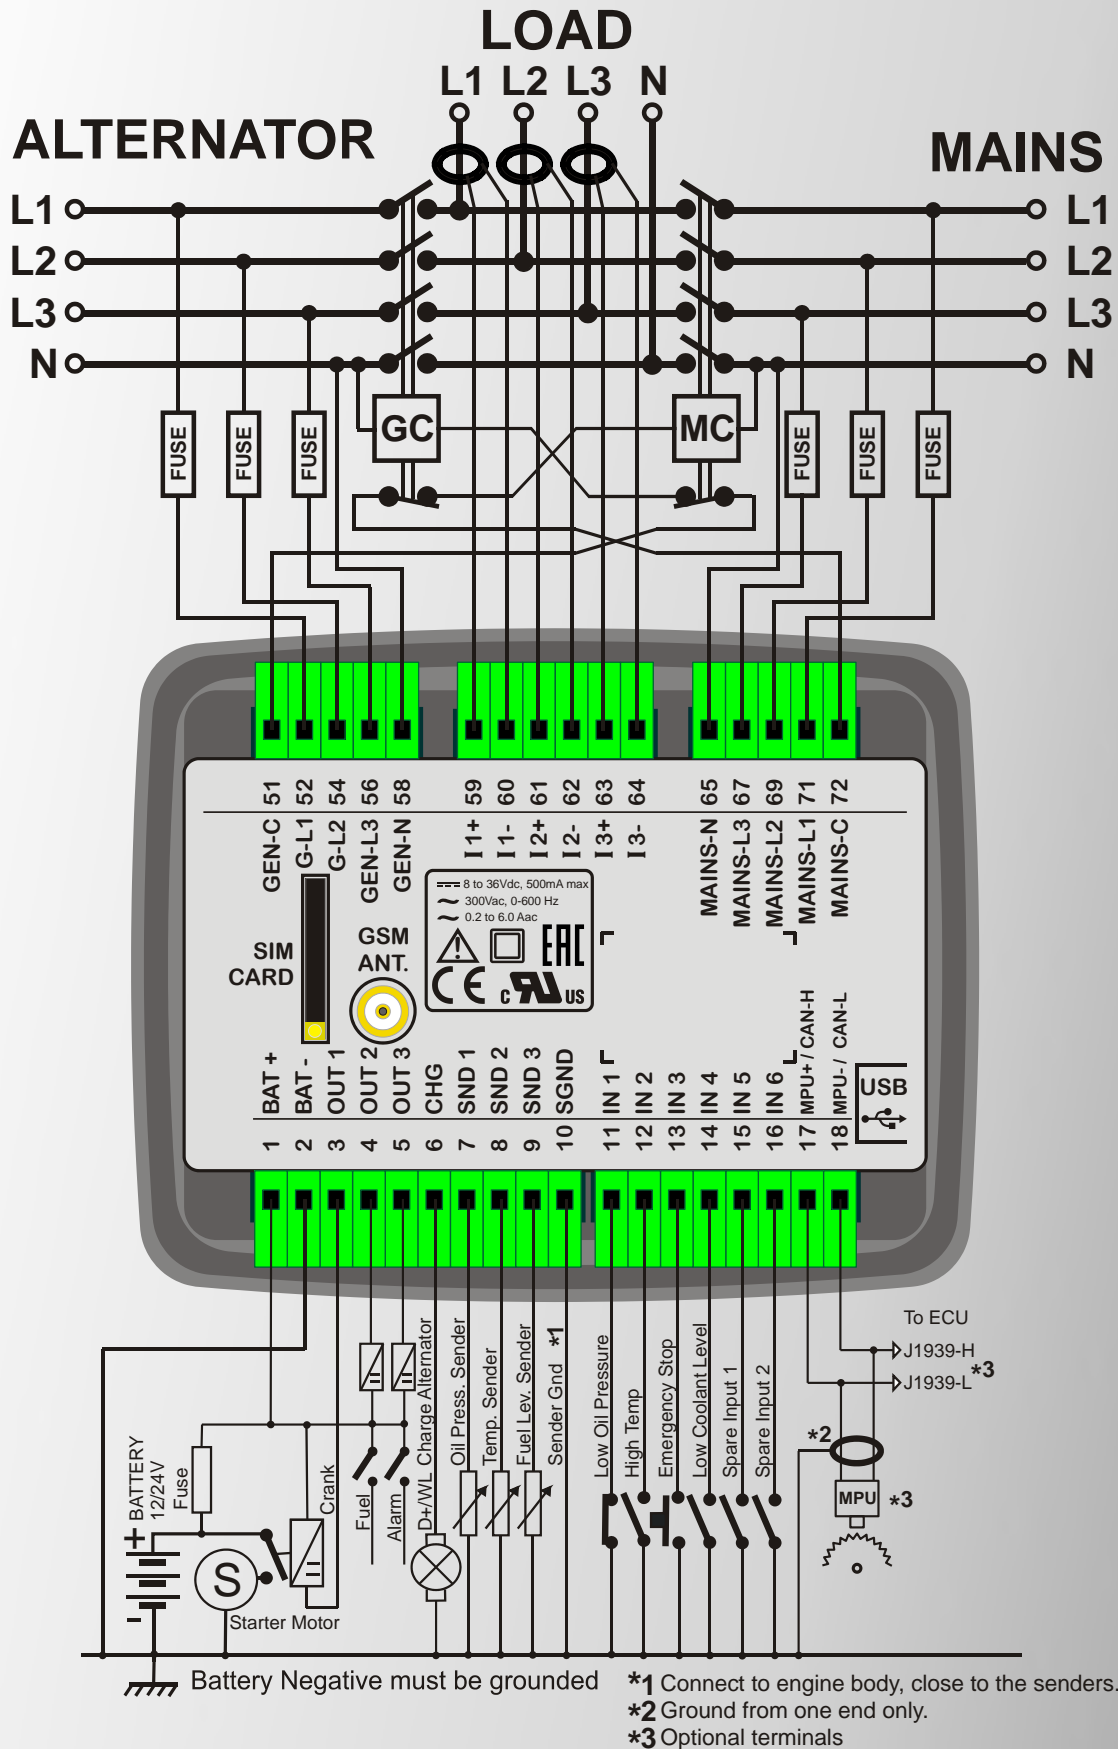 LOAD
L1 L2 L3 N
ALTERNATOR
MAINS
L1
L2
L3
N
L1
L2
L3
N
GC
MC
FUSE
FUSE
FUSE
FUSE
FUSE
FUSE
GEN-C 51
G-L1 52
G-L2 54
GEN-L3 56
GEN-N 58
I1+ 59
I1- 60
I2+ 61
I2- 62
I3+ 63
I3- 64
MAINS-N 65
MAINS-L3 67
MAINS-L2 69
MAINS-L1 71
MAINS-C 72
8 to 36Vdc, 500mA max
300Vac, 0-600 Hz
0.2 to 6.0 Aac
EAC
CE
C RU US
SIM
CARD
GSM
ANT.
1 BAT +
2 BAT -
3 OUT 1
4 OUT 2
5 OUT 3
6 CHG
7 SND 1
8 SND 2
9 SND 3
10 SGND
11 IN 1
12 IN 2
13 IN 3
14 IN 4
15 IN 5
16 IN 6
17 MPU+ / CAN-H
18 MPU- / CAN-L
USB
BATTERY
12/24V
Fuse
+
-
S
Starter Motor
Crank
Fuel
Alarm
D+/WL Charge Alternator
Oil Press. Sender
Temp. Sender
Fuel Lev. Sender
Sender Gnd *1
Low Oil Pressure
High Temp
Emergency Stop
Low Coolant Level
Spare Input 1
Spare Input 2
To ECU
J1939-H
J1939-L *3
*2
MPU *3
Battery Negative must be grounded
*1 Connect to engine body, close to the senders.
*2 Ground from one end only.
*3 Optional terminals